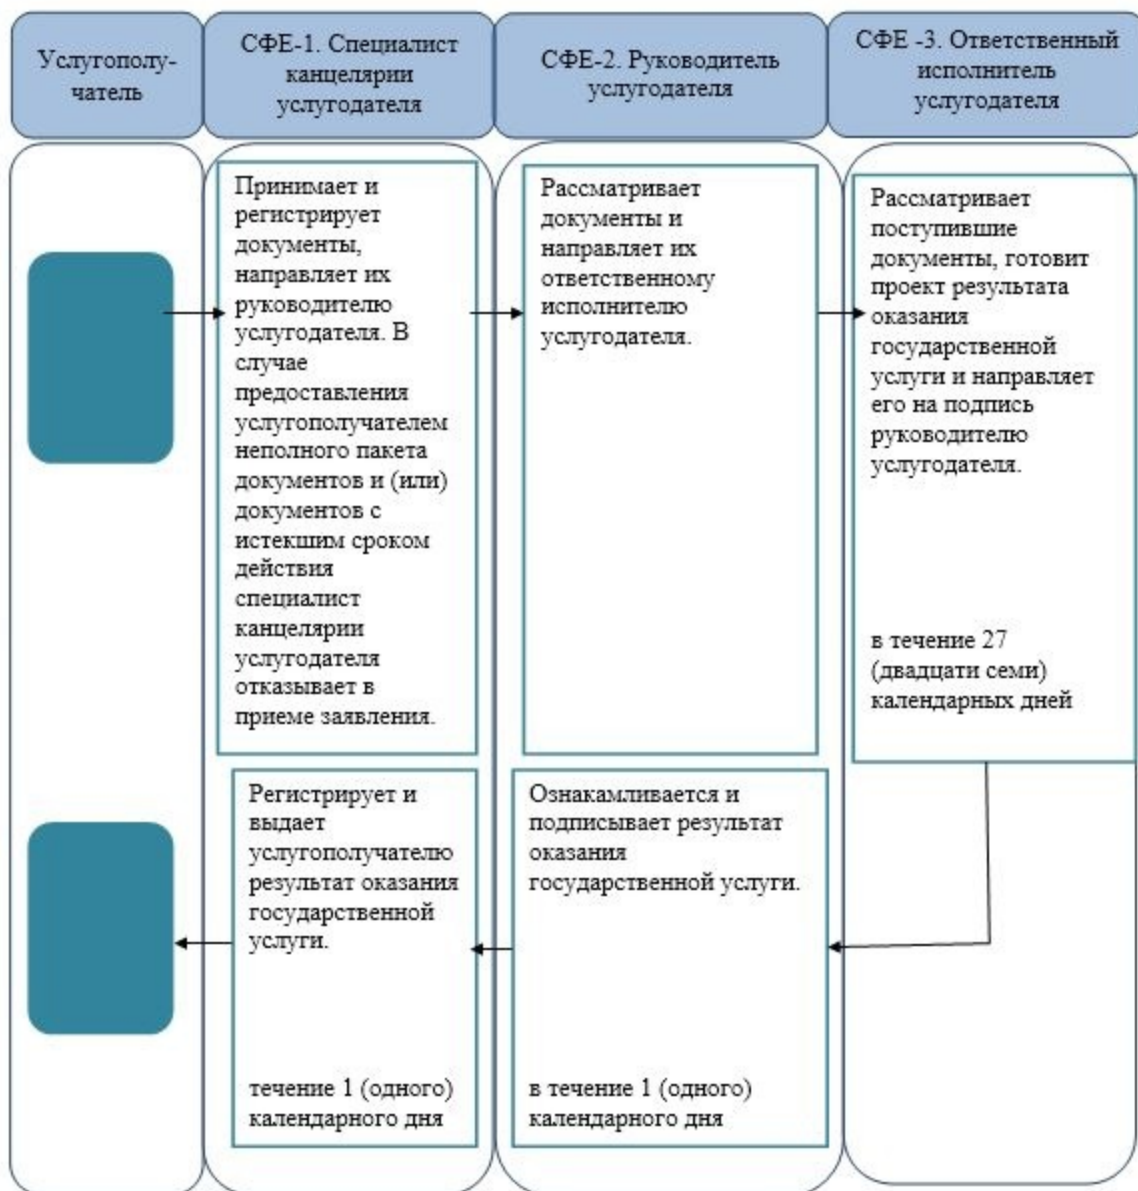 Услугополу-
чатель
СФЕ-1. Специалист
канцелярии
услугодателя
СФЕ-2. Руководитель
услугодателя
СФЕ -3. Ответственный
исполнитель
услугодателя
Принимает и
регистрирует
документы,
направляет их
руководителю
услугодателя. В
случае
предоставления
услугополучателем
неполного пакета
документов и (или)
документов с
истекшим сроком
действия
специалист
канцелярии
услугодателя
отказывает в
приеме заявления.
Рассматривает
документы и
направляет их
ответственному
исполнителю
услугодателя.
Рассматривает
поступившие
документы, готовит
проект результата
оказания
государственной
услуги и направляет
его на подпись
руководителю
услугодателя.
в течение 27
(двадцати семи)
календарных дней
Регистрирует и
выдает
услугополучателю
результат оказания
государственной
услуги.
течение 1 (одного)
календарного дня
Ознакамливается и
подписывает результат
оказания
государственной услуги.
в течение 1 (одного)
календарного дня